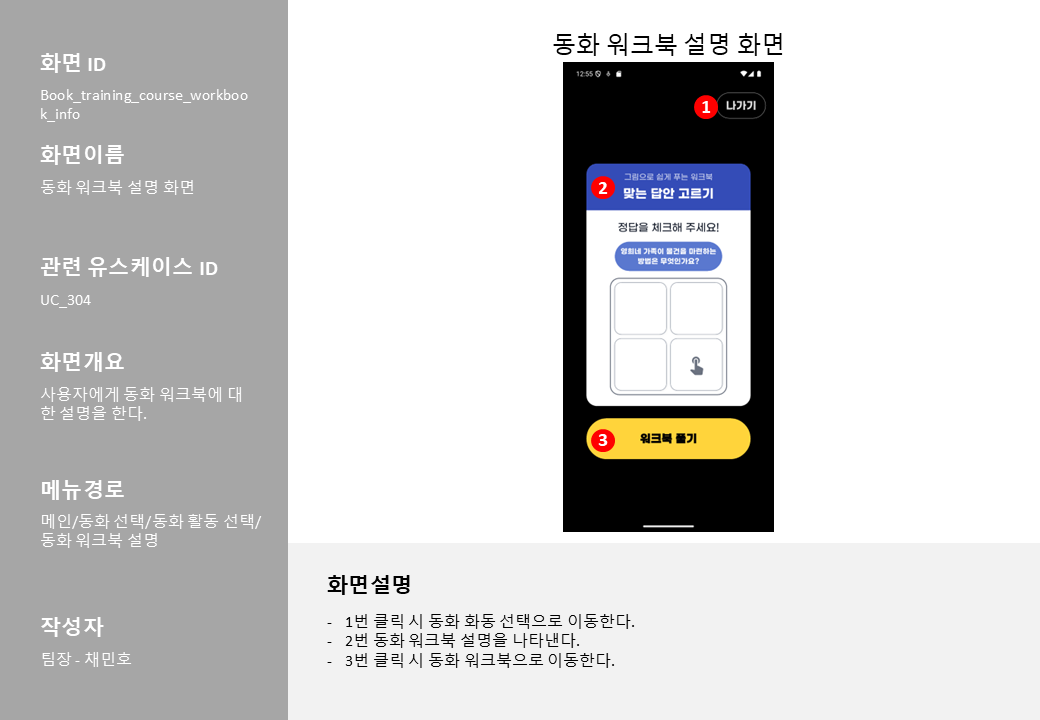 화면 ID
Book_training_course_workboo
k_info
화면이름
동화 워크북 설명 화면
관련 유스케이스 ID
UC_304
화면개요
사용자에게 동화 워크북에 대
한 설명을 한다.
메뉴경로
메인/동화 선택/동화 활동 선택/
동화 워크북 설명
작성자
팀장 - 채민호
동화 워크북 설명 화면
12:55
1 나가기
그림으로 쉽게 푸는 워크북
2 맞는 답안 고르기
정답을 체크해 주세요!
영희네 가족이 물건을 마련하는
방법은 무엇인가요?
3 워크북 풀기
화면설명
- 1번 클릭 시 동화 화동 선택으로 이동한다.
- 2번 동화 워크북 설명을 나타낸다.
- 3번 클릭 시 동화 워크북으로 이동한다.